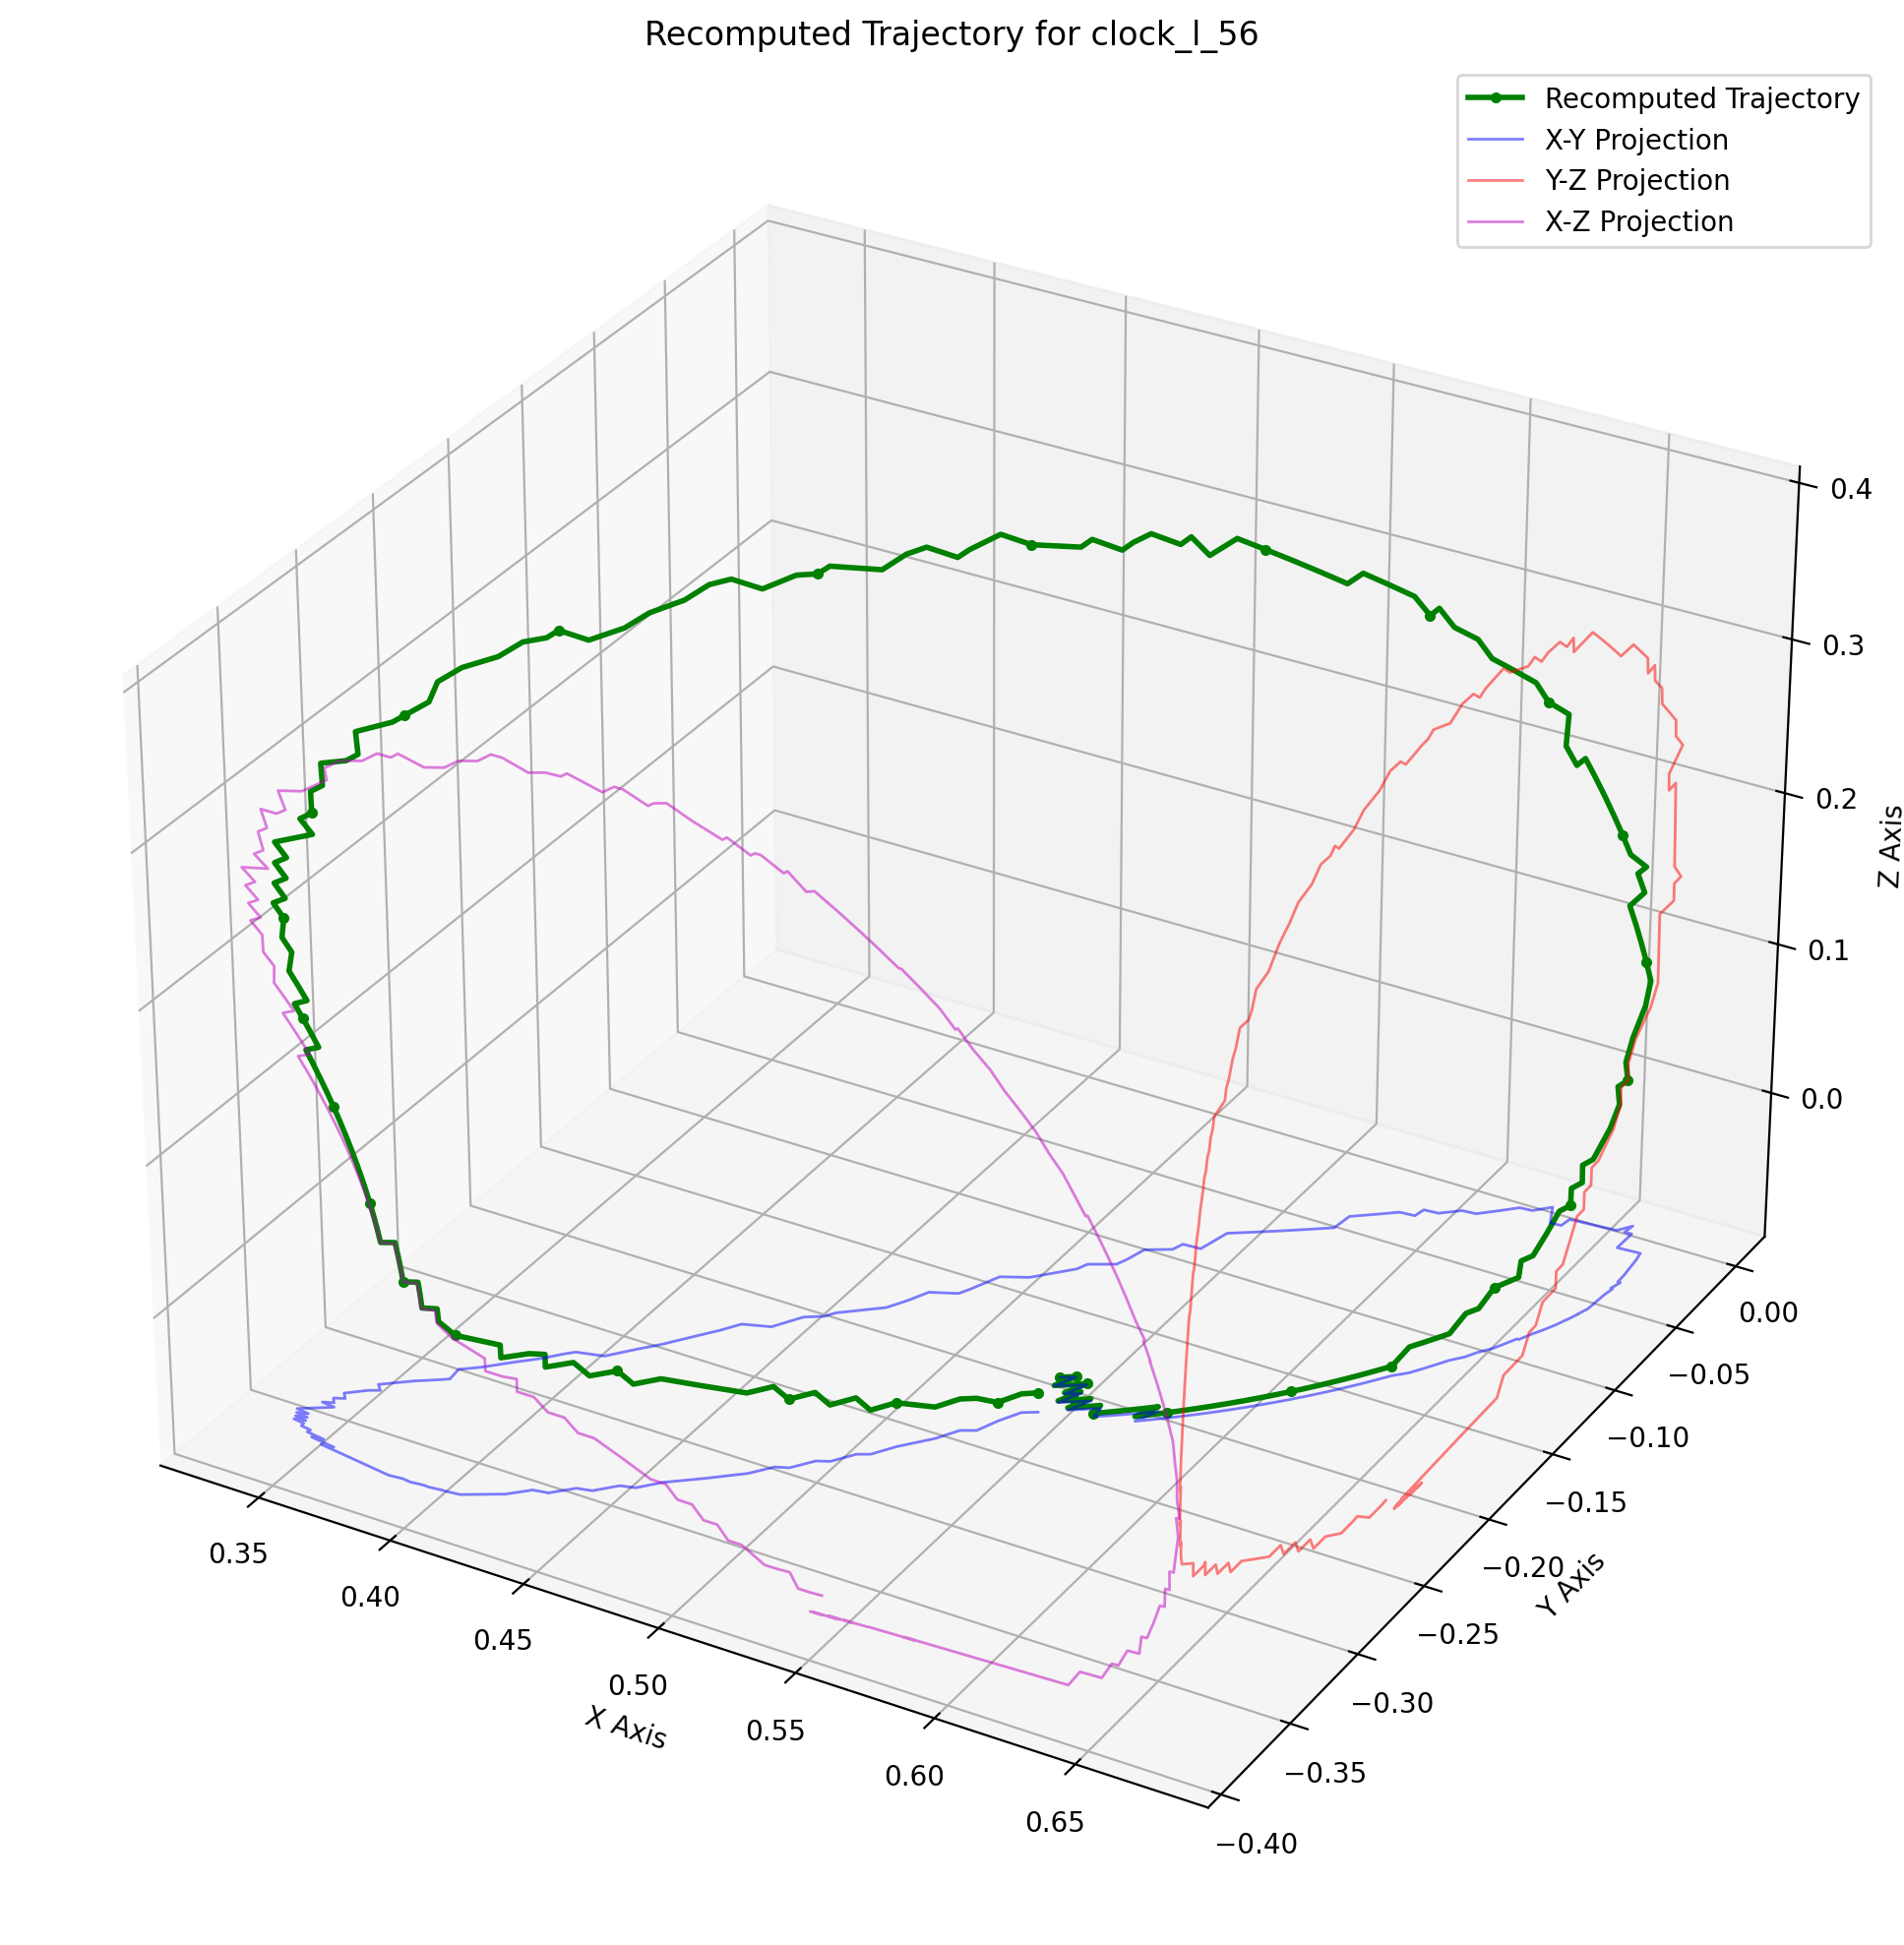 Recomputed Trajectory for clock_l_56
Recomputed Trajectory
X-Y Projection
Y-Z Projection
X-Z Projection
0.4
0.3
0.2
0.1
0.0
Z Axis
0.00
−0.05
−0.10
−0.15
−0.20
−0.25
−0.30
−0.35
−0.40
Y Axis
0.35
0.40
0.45
0.50
0.55
0.60
0.65
X Axis